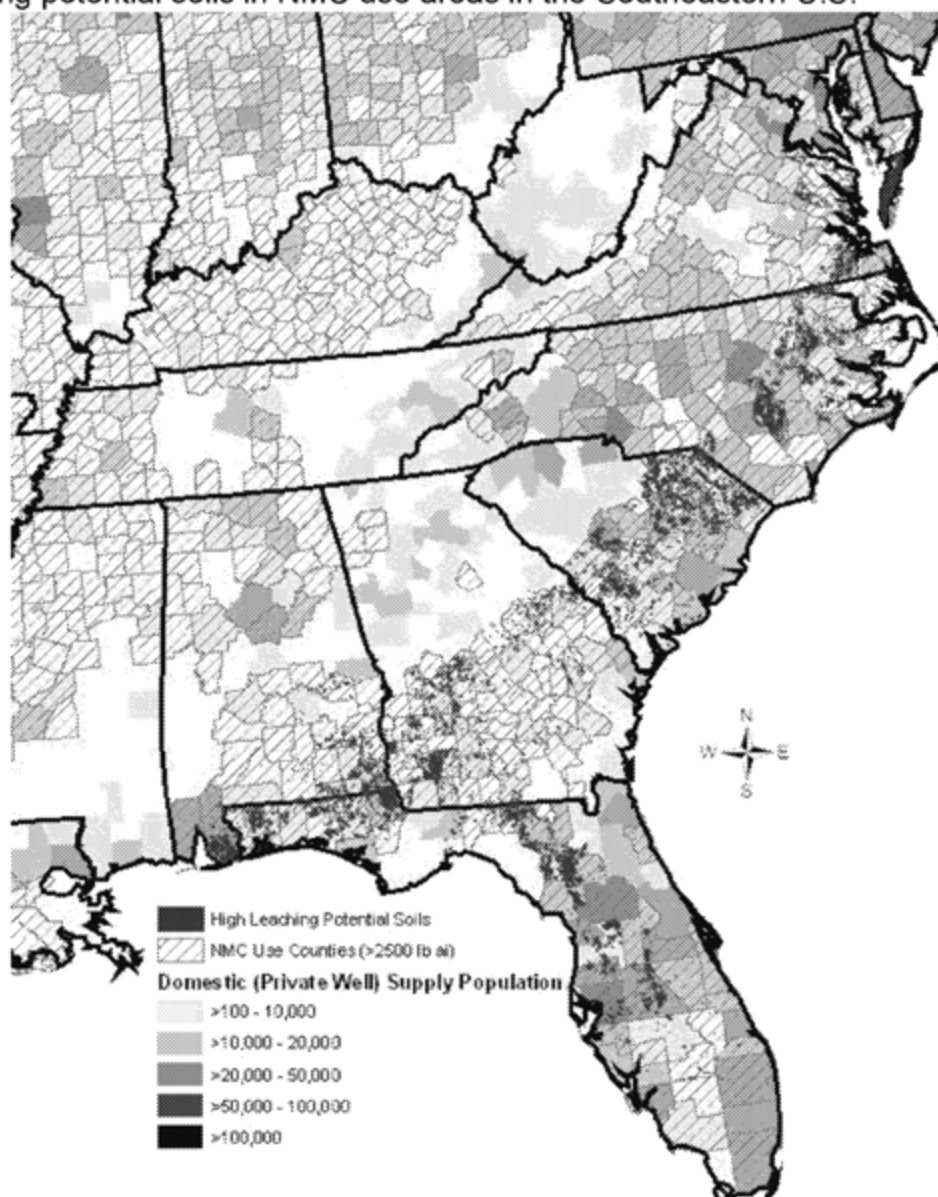 ng potential soils in NMC use areas in the Southeastern U.S.
N
W E
S
High Leaching Potential Soils
NMC Use Counties (>2500 lb ai)
Domestic (Private Well) Supply Population
>100 - 10,000
>10,000 - 20,000
>20,000 - 50,000
>50,000 - 100,000
>100,000